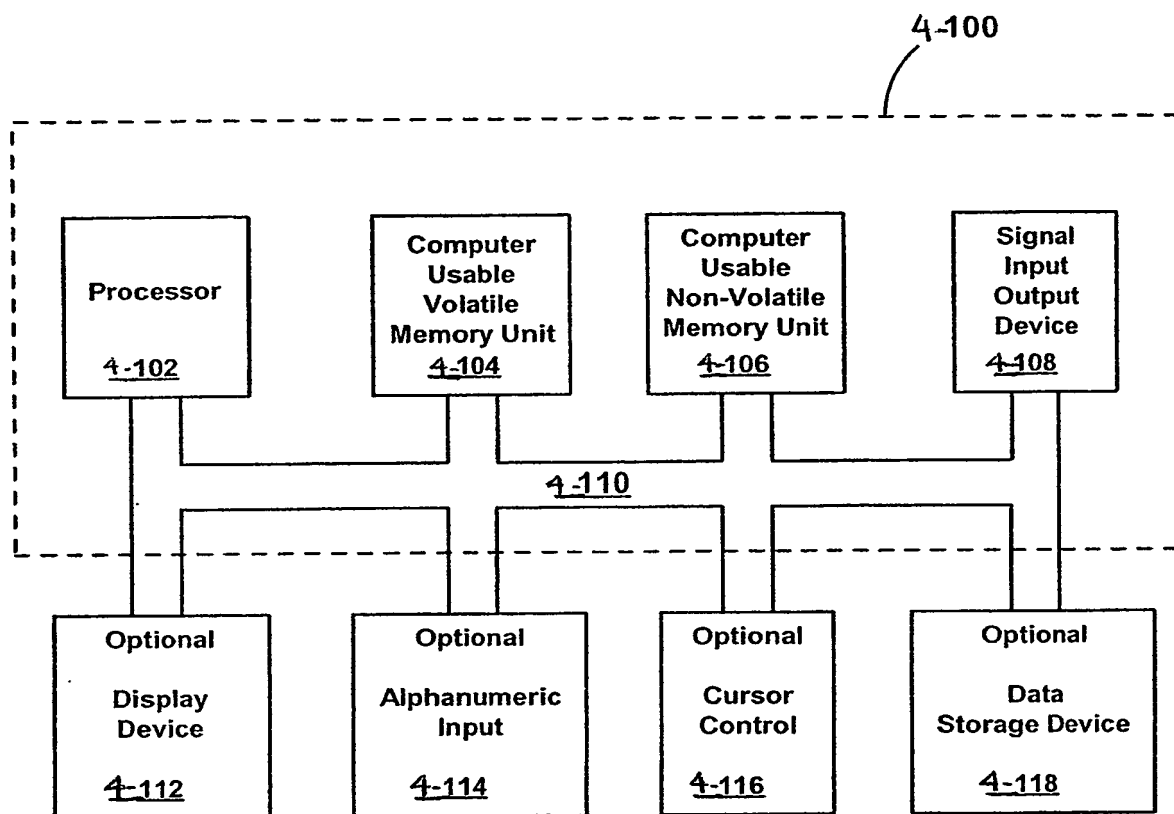 4-100
Processor
4-102
Computer
Usable
Volatile
Memory Unit
4-104
Computer
Usable
Non-Volatile
Memory Unit
4-106
Signal
Input
Output
Device
4-108
4-110
Optional
Display
Device
4-112
Optional
Alphanumeric
Input
4-114
Optional
Cursor
Control
4-116
Optional
Data
Storage Device
4-118